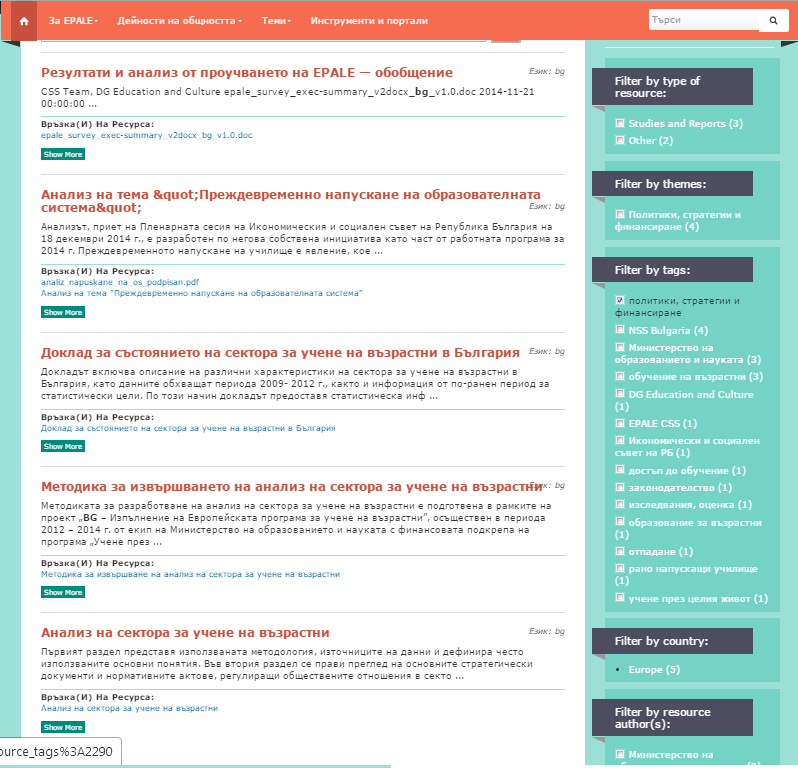 За EPALE
Дейности на общността
Теми
Инструменти и портали
Търси
Резултати и анализ от проучването на EPALE — обобщение
Език: bg
CSS Team, DG Education and Culture epale_survey_exec-summary_v2docx_bg_v1.0.doc 2014-11-21
00:00:00 ...
Връзка(И) На Ресурса:
epale_survey_exec-summary_v2docx_bg_v1.0.doc
Show More
Анализ на тема &quot;Преждевременно напускане на образователната
система&quot;
Език: bg
Анализът, приет на Пленарната сесия на Икономическия и социален съвет на Република България на
18 декември 2014 г., е разработен по негова собствена инициатива като част от работната програма за
2014 г. Преждевременното напускане на училище е явление, кое ...
Връзка(И) На Ресурса:
analiz_napuskane_na_os_podpisan.pdf
Анализ на тема "Преждевременно напускане на образователната система"
Show More
Доклад за състоянието на сектора за учене на възрастни в България
Език: bg
Докладът включва описание на различни характеристики на сектора за учене на възрастни в
България, като данните обхващат периода 2009- 2012 г., както и информация от по-ранен период за
статистически цели. По този начин докладът предоставя статистическа инф ...
Връзка(И) На Ресурса:
Доклад за състоянието на сектора за учене на възрастни в България
Show More
Методика за извършването на анализ на сектора за учене на възрастни
Език: bg
Методиката за разработване на анализ на сектора за учене на възрастни е подготвена в рамките на
проект „BG – Изпълнение на Европейската програма за учене на възрастни”, осъществен в периода
2012 – 2014 г. от екип на Министерство на образованието и науката с финансовата подкрепа на
програма „Учене през ...
Връзка(И) На Ресурса:
Методика за извършване на анализ на сектора за учене на възрастни
Show More
Анализ на сектора за учене на възрастни
Език: bg
Първият раздел представя използваната методология, източниците на данни и дефинира често
използваните основни понятия. Във втория раздел се прави преглед на основните стратегически
документи и нормативните актове, регулиращи обществените отношения в секто ...
Връзка(И) На Ресурса:
Анализ на сектора за учене на възрастни
Show More
ource_tags%3A2290
Filter by type of
resource:
Studies and Reports (3)
Other (2)
Filter by themes:
Политики, стратегии и
финансиране (4)
Filter by tags:
политики, стратегии и
финансиране
NSS Bulgaria (4)
Министерство на
образованието и науката (3)
обучение на възрастни (3)
DG Education and Culture
(1)
EPALE CSS (1)
Икономически и социален
съвет на РБ (1)
достъп до обучение (1)
законодателство (1)
изследвания, оценка (1)
образование за възрастни
(1)
отпадане (1)
рано напускащи училище
(1)
учене през целия живот (1)
Filter by country:
Europe (5)
Filter by resource
author(s):
Министерство на